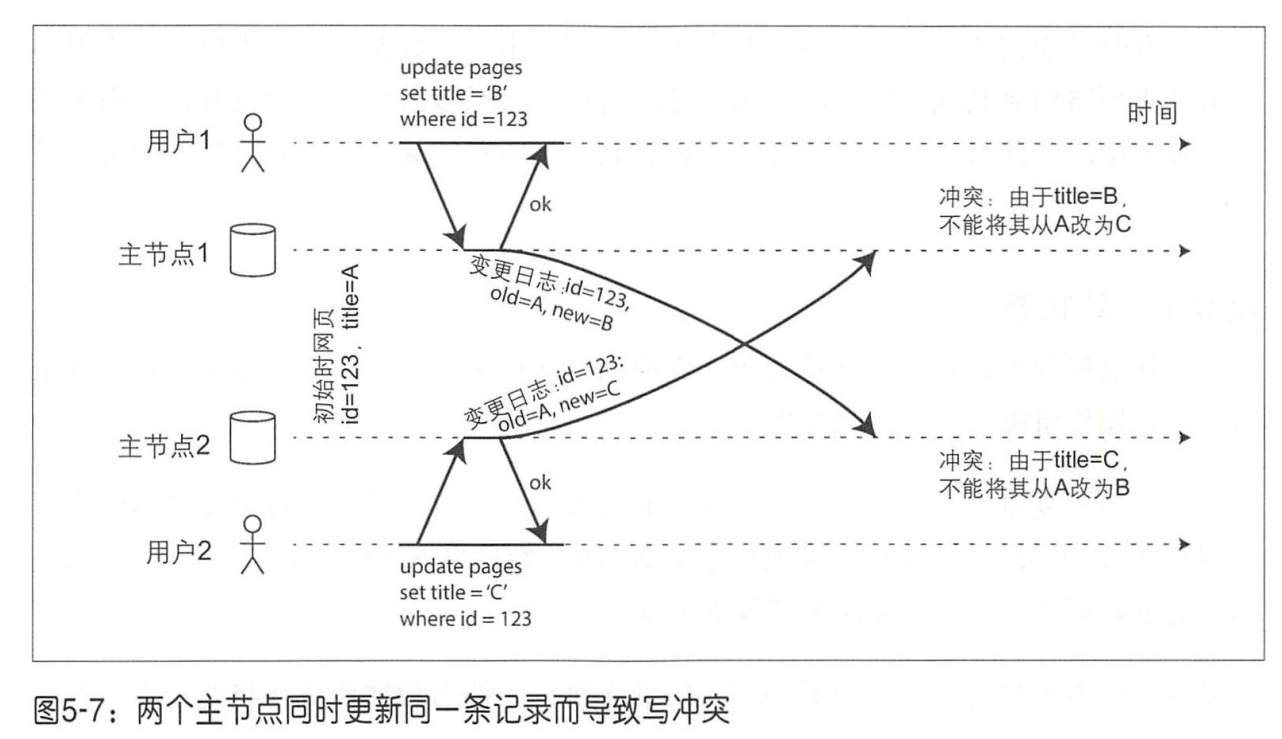 update pages
set title = ‘B’
where id =123
时间
用户1
ok
冲突：由于title=B，
不能将其从A改为C
主节点1
变更日志:id=123,
old=A, new=B
初始时网页
id=123，title=A
变更日志:id=123:
old=A, new=C
主节点2
冲突：由于title=C，
不能将其从A改为B
ok
用户2
update pages
set title = ‘C’
where id = 123
图5-7：两个主节点同时更新同一条记录而导致写冲突